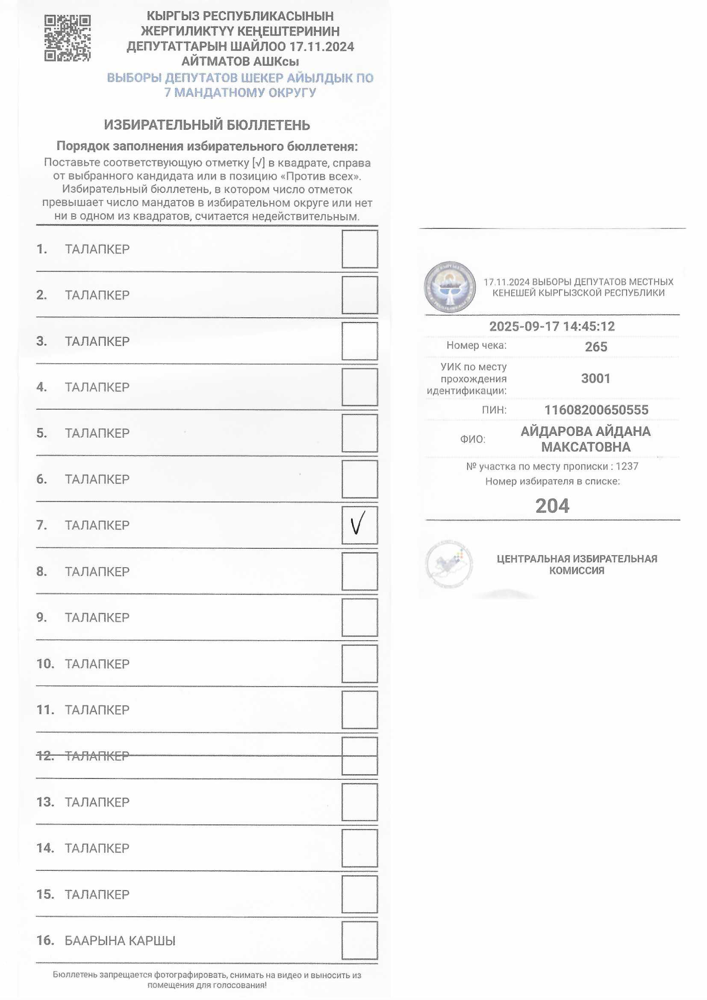 КЫРГЫЗ РЕСПУБЛИКАСЫНЫН
ЖЕРГИЛИКТҮҮ КЕҢЕШТЕРИНИН
ДЕПУТАТТАРЫН ШАЙЛОО 17.11.2024
АЙТМАТОВ АШКсы
ВЫБОРЫ ДЕПУТАТОВ ШЕКЕР АЙЫЛДЫК ПО
7 МАНДАТНОМУ ОКРУГУ
ИЗБИРАТЕЛЬНЫЙ БЮЛЛЕТЕНЬ
Порядок заполнения избирательного бюллетеня:
Поставьте соответствующую отметку [√] в квадрате, справа
от выбранного кандидата или в позицию «Против всех».
Избирательный бюллетень, в котором число отметок
превышает число мандатов в избирательном округе или нет
ни в одном из квадратов, считается недействительным.
1. ТАЛАПКЕР
2. ТАЛАПКЕР
3. ТАЛАПКЕР
4. ТАЛАПКЕР
5. ТАЛАПКЕР
6. ТАЛАПКЕР
7. ТАЛАПКЕР √
8. ТАЛАПКЕР
9. ТАЛАПКЕР
10. ТАЛАПКЕР
11. ТАЛАПКЕР
12. ТАЛАПКЕР
13. ТАЛАПКЕР
14. ТАЛАПКЕР
15. ТАЛАПКЕР
16. БААРЫНА КАРШЫ
Бюллетень запрещается фотографировать, снимать на видео и выносить из
помещения для голосования!
17.11.2024 ВЫБОРЫ ДЕПУТАТОВ МЕСТНЫХ
КЕНЕШЕЙ КЫРГЫЗСКОЙ РЕСПУБЛИКИ
2025-09-17 14:45:12
Номер чека: 265
УИК по месту
прохождения
идентификации: 3001
ПИН: 11608200650555
ФИО: АЙДАРОВА АЙДАНА
МАКСАТОВНА
№ участка по месту прописки : 1237
Номер избирателя в списке:
204
ЦЕНТРАЛЬНАЯ ИЗБИРАТЕЛЬНАЯ
КОМИССИЯ